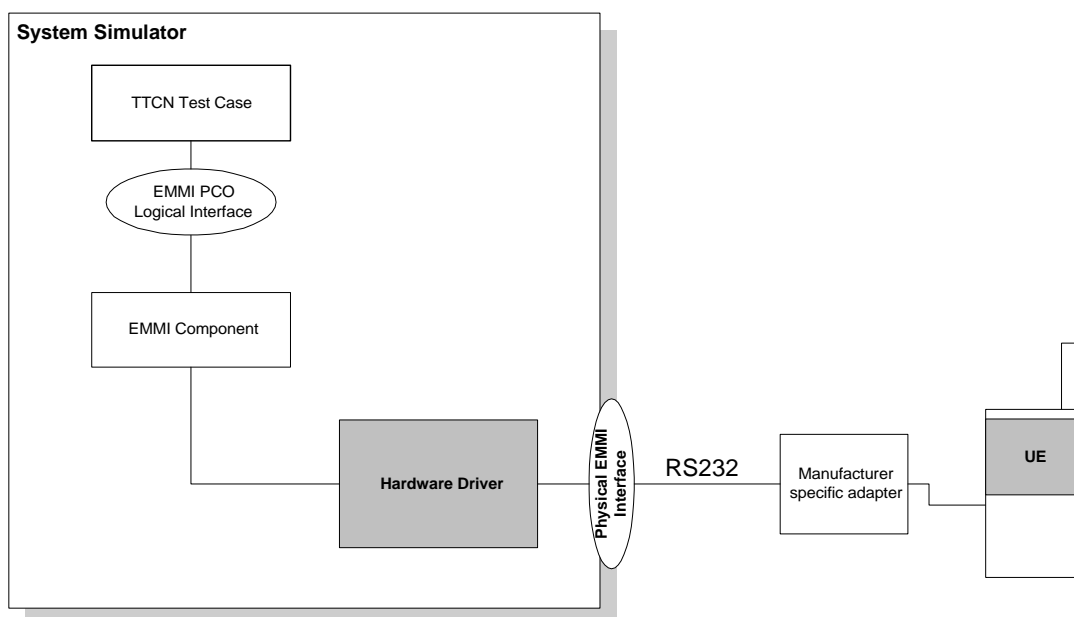 System Simulator
TTCN Test Case
EMMI PCO
Logical Interface
EMMI Component
Hardware Driver
Physical EMMI
Interface
RS232
Manufacturer
specific adapter
UE